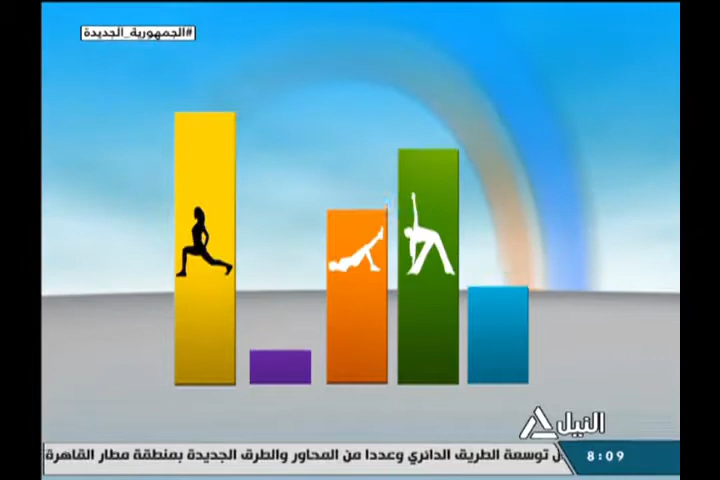 #الجمهورية_الجديدة
النيل
توسعة الطريق الدائري وعددا من المحاور والطرق الجديدة بمنطقة مطار القاهرة
8:09